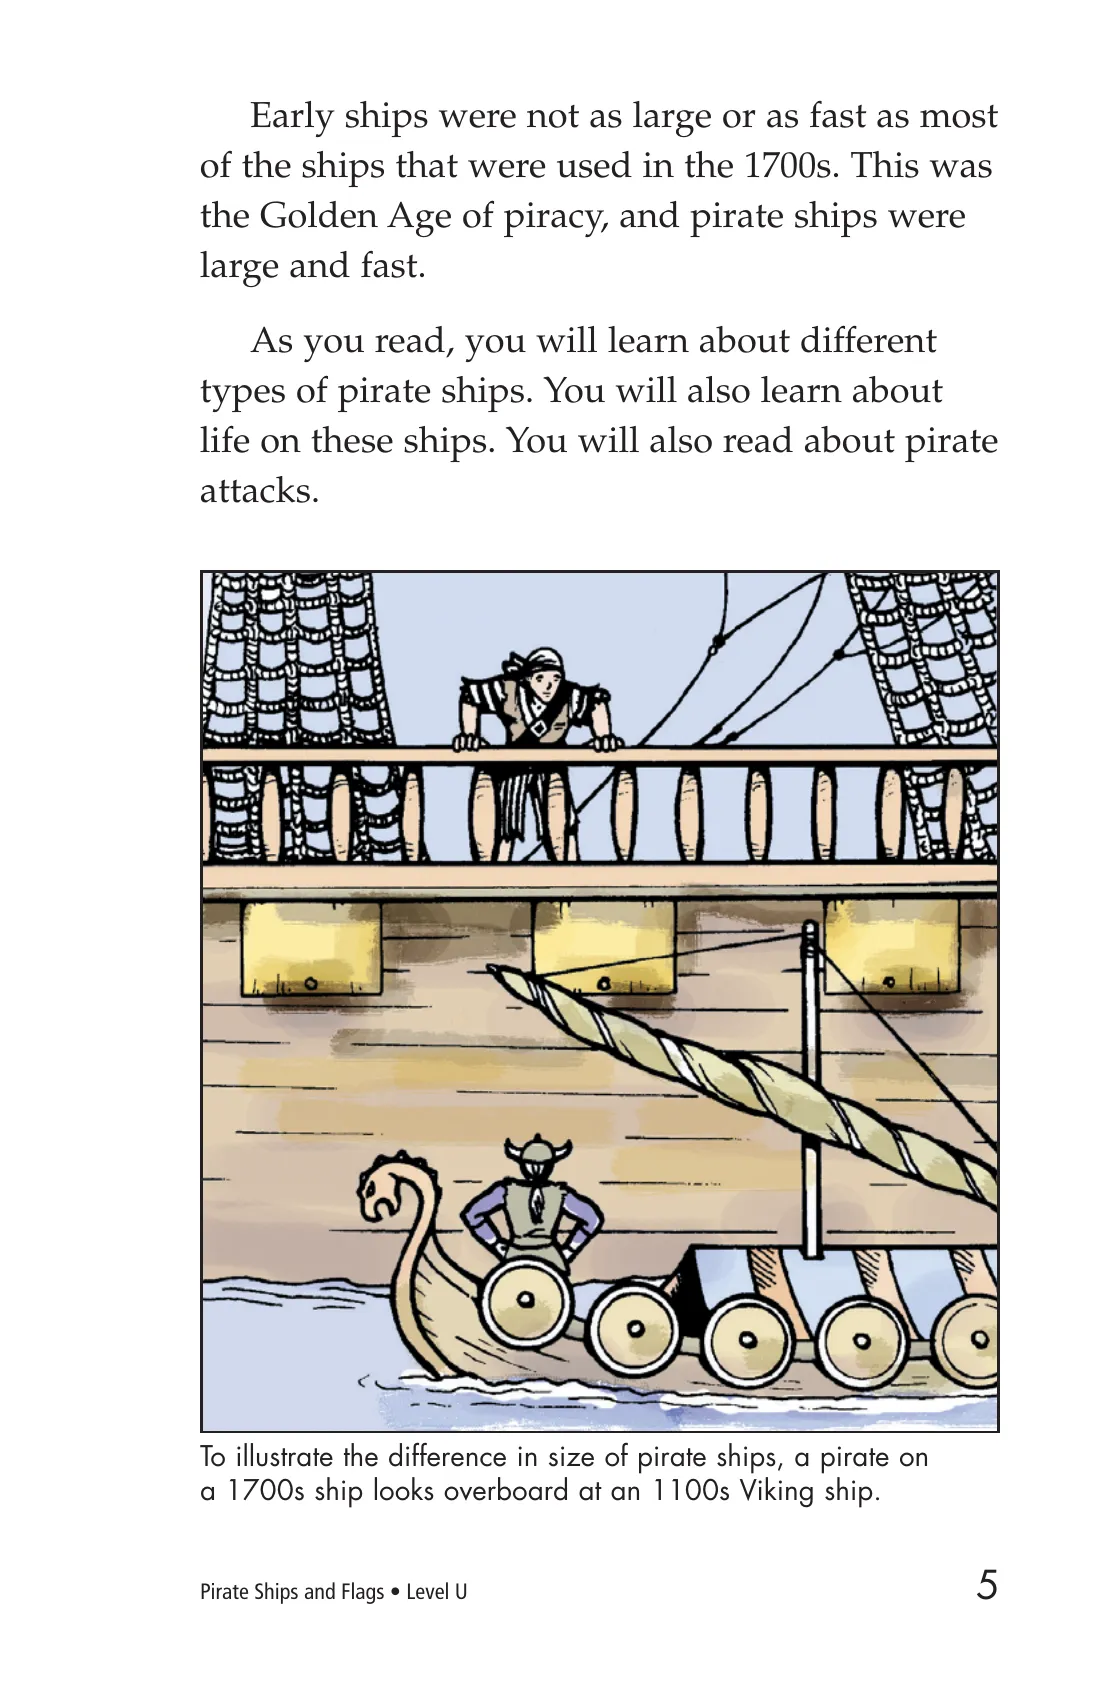 Early ships were not as large or as fast as most
of the ships that were used in the 1700s. This was
the Golden Age of piracy, and pirate ships were
large and fast.
As you read, you will learn about different
types of pirate ships. You will also learn about
life on these ships. You will also read about pirate
attacks.
To illustrate the difference in size of pirate ships, a pirate on
a 1700s ship looks overboard at an 1100s Viking ship.
Pirate Ships and Flags • Level U
5